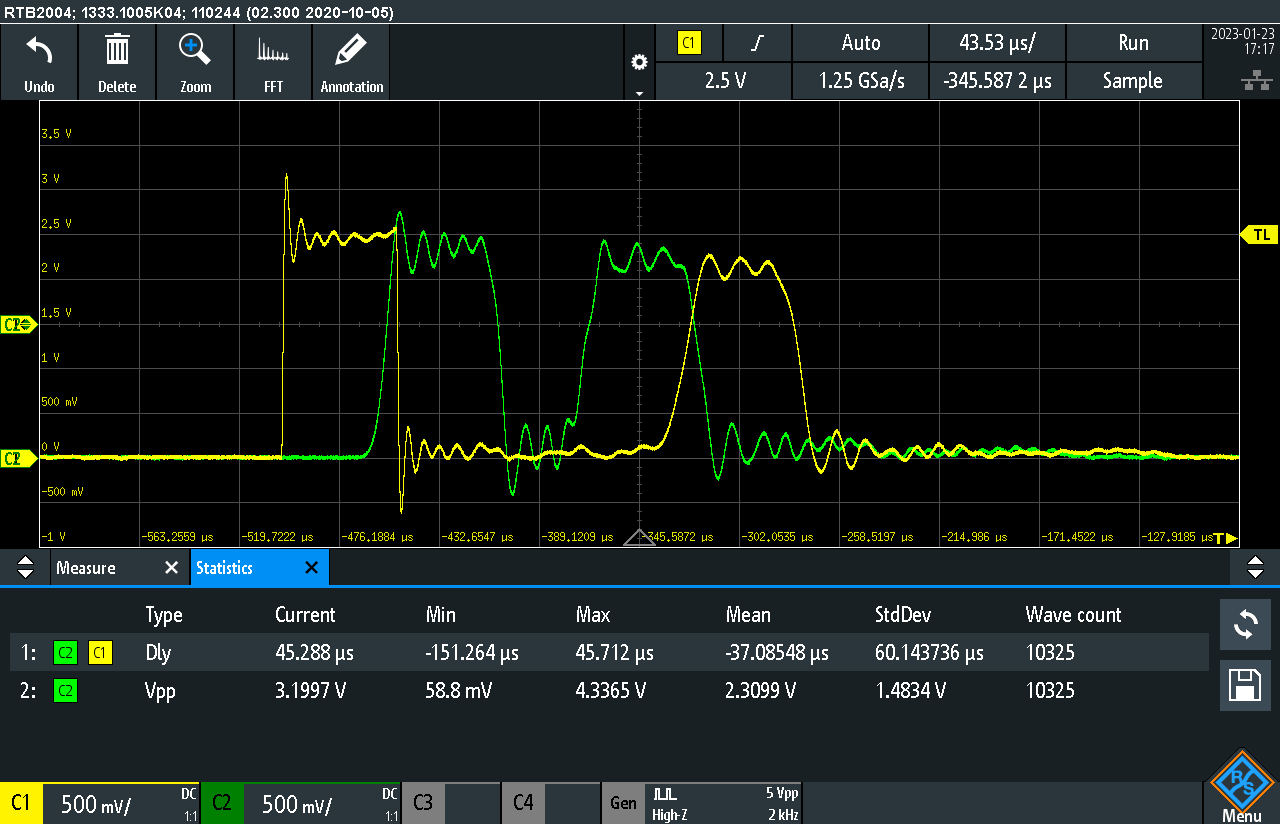 RTB2004; 1333.1005K04; 110244 (02.300 2020-10-05)
Undo Delete Zoom FFT Annotation
C1 Auto 43.53 µs/ Run
2.5 V 1.25 GSa/s -345.587 2 µs Sample
2023-01-23
17:17
3.5 V
3 V
2.5 V
TL
2 V
1.5 V
1 V
500 mV
0 V
-500 mV
-1 V -563.2559 µs -519.7222 µs -476.1884 µs -432.6547 µs -389.1209 µs -345.5872 µs -302.0535 µs -258.5197 µs -214.986 µs -171.4522 µs -127.9185 µs T
Measure Statistics
Type Current Min Max Mean StdDev Wave count
1: C2 C1 Dly 45.288 µs -151.264 µs 45.712 µs -37.08548 µs 60.143736 µs 10325
2: C2 Vpp 3.1997 V 58.8 mV 4.3365 V 2.3099 V 1.4834 V 10325
C1 500 mV/ DC 1:1 C2 500 mV/ DC 1:1 C3 C4 Gen High-Z 5 Vpp 2 kHz
R S
Menu